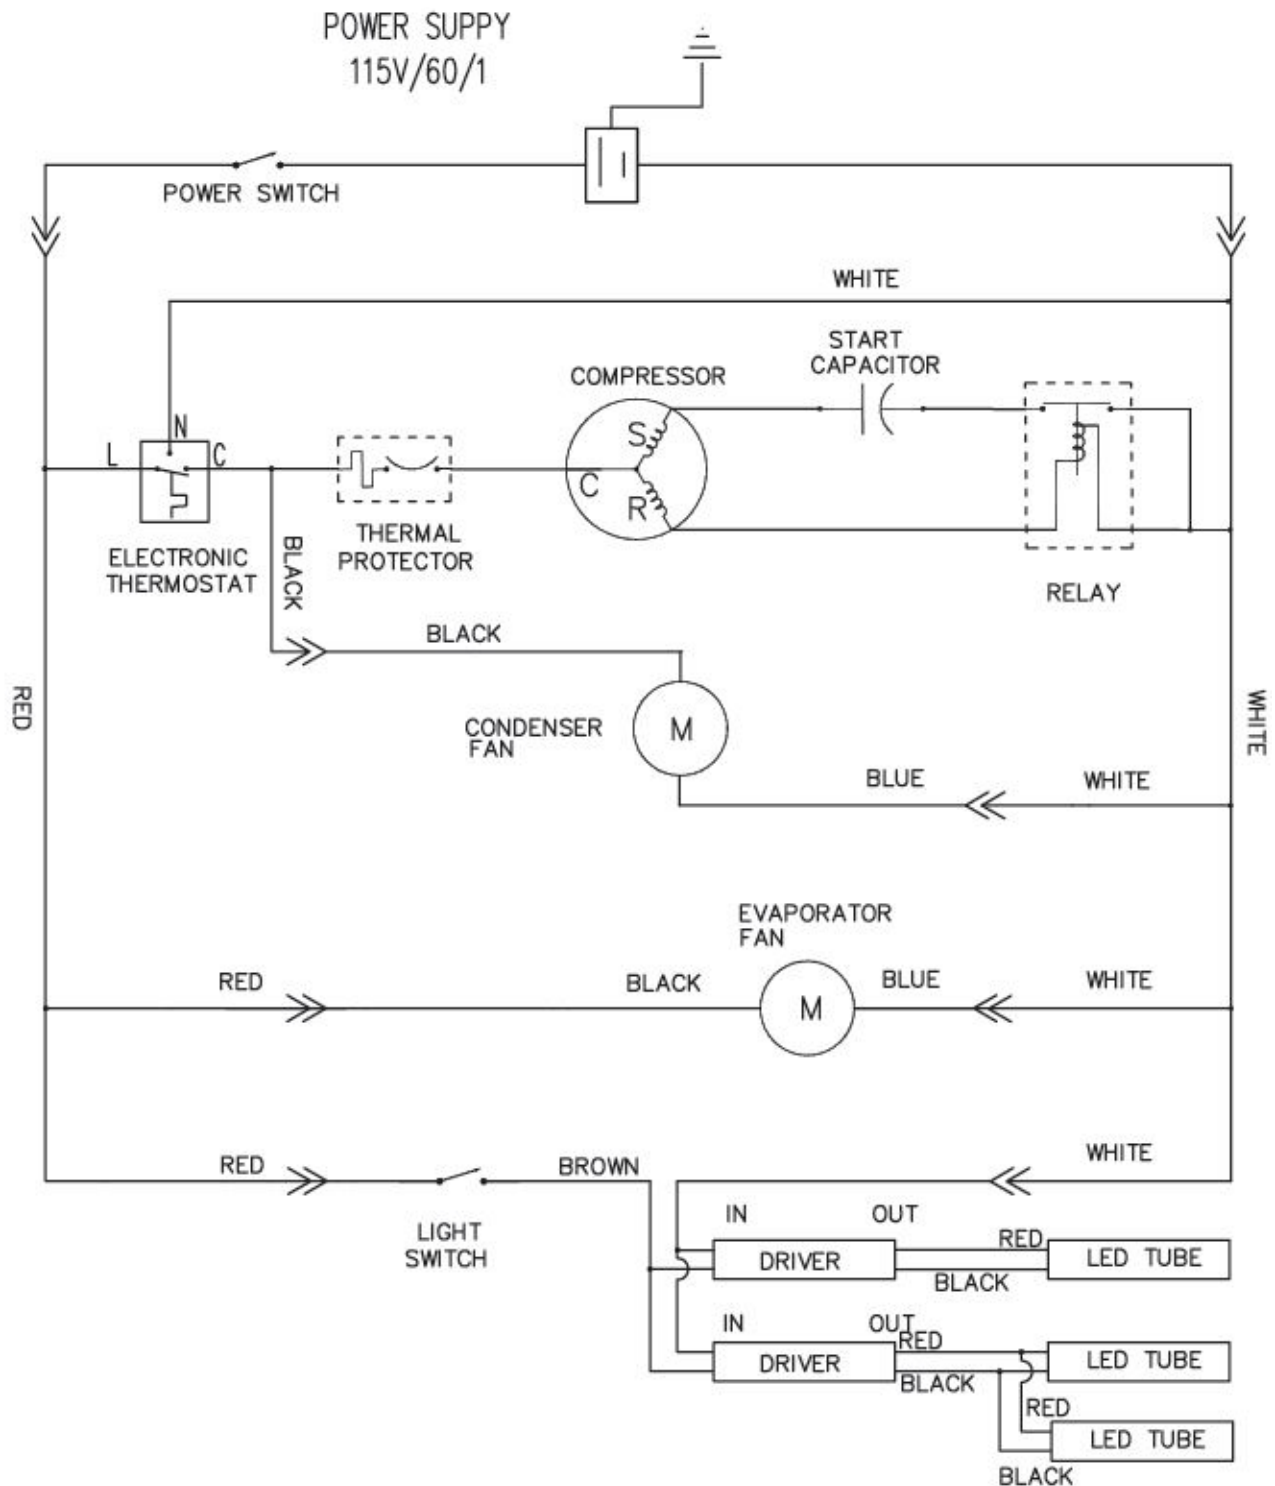 POWER SUPPY
115V/60/1
POWER SWITCH
WHITE
START
CAPACITOR
COMPRESSOR
N
L
C
S
C
R
THERMAL
PROTECTOR
ELECTRONIC
THERMOSTAT
BLACK
RELAY
BLACK
RED
WHITE
CONDENSER
FAN
M
BLUE
WHITE
EVAPORATOR
FAN
RED
BLACK
M
BLUE
WHITE
RED
BROWN
WHITE
LIGHT
SWITCH
IN
OUT
RED
DRIVER
LED TUBE
BLACK
IN
OUT
RED
DRIVER
LED TUBE
BLACK
RED
LED TUBE
BLACK